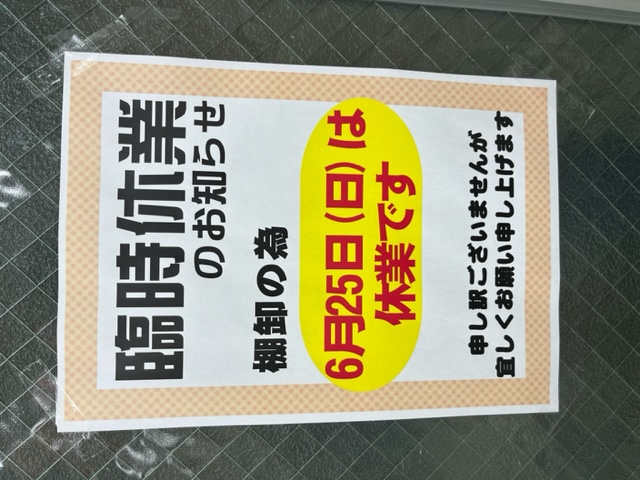 臨時休業
のお知らせ
棚卸の為
6月25日(日)は
休業です
申し訳ございませんが
宜しくお願い申し上げます